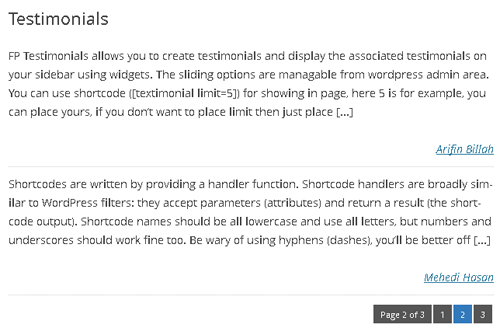 Testimonials
FP Testimonials allows you to create testimonials and display the associated testimonials on
your sidebar using widgets. The sliding options are managable from wordpress admin area.
You can use shortcode ([textimonial limit=5]) for showing in page, here 5 is for example, you
can place yours, if you don't want to place limit then just place [...]
Arifin Billah
Shortcodes are written by providing a handler function. Shortcode handlers are broadly sim-
ilar to WordPress filters: they accept parameters (attributes) and return a result (the short-
code output). Shortcode names should be all lowercase and use all letters, but numbers and
underscores should work fine too. Be wary of using hyphens (dashes), you'll be better off [...]
Mehedi Hasan
Page 2 of 3 1 2 3